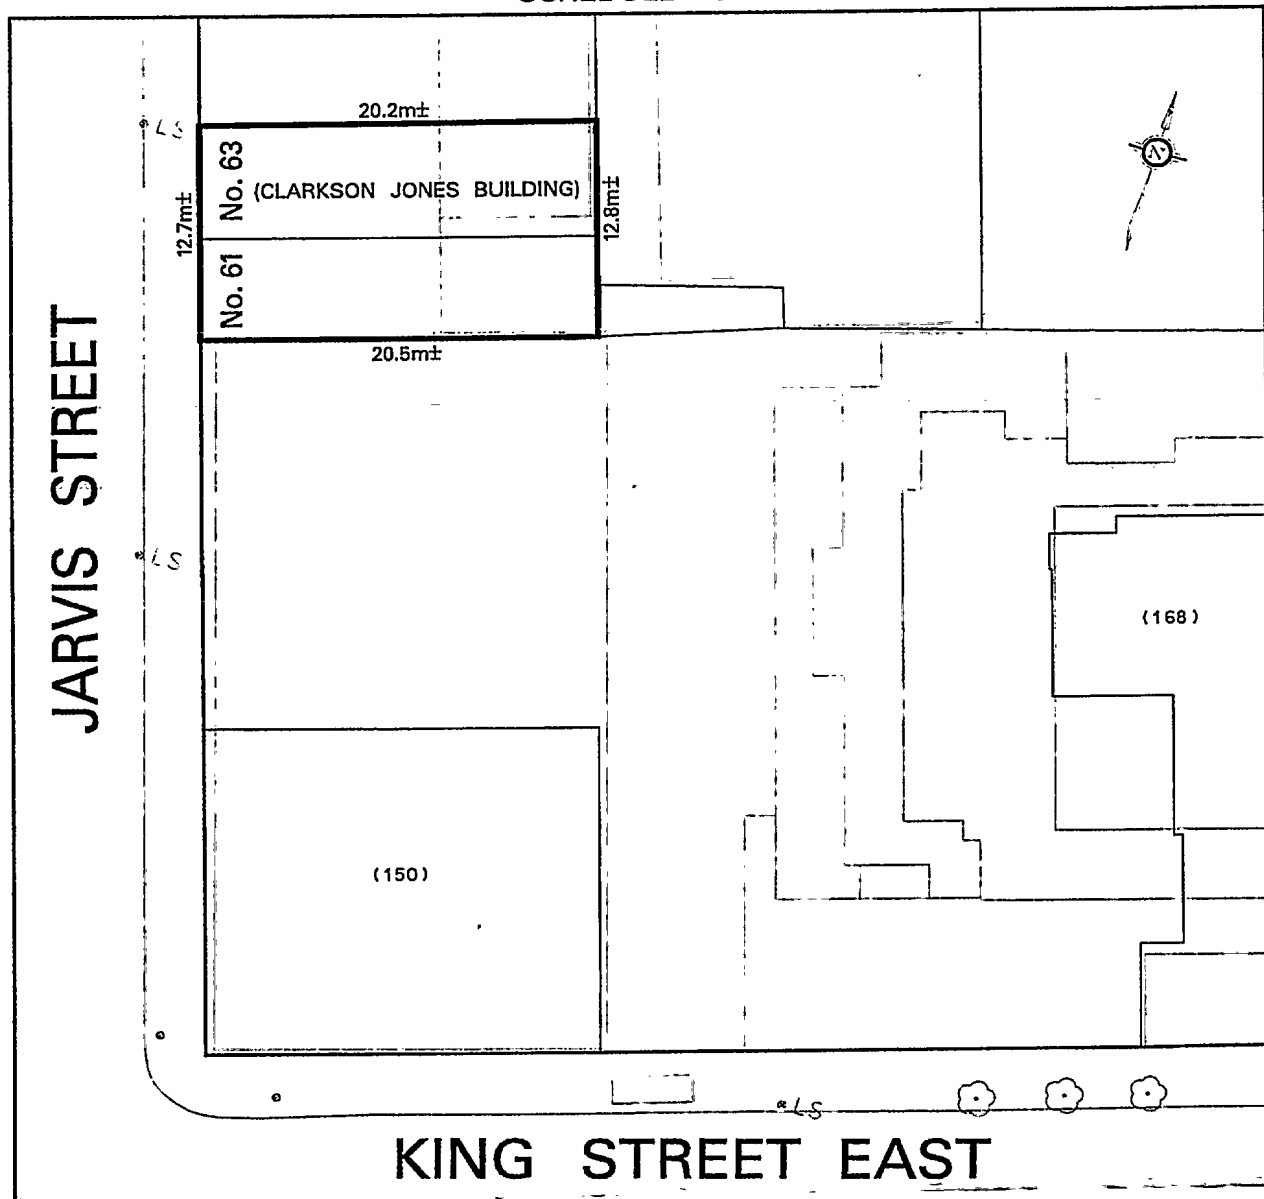 20.2m±
LS
No. 63
(CLARKSON JONES BUILDING)
12.7m±
12.8m±
No. 61
20.5m±
N
JARVIS STREET
LS
(168)
(150)
LS
KING STREET EAST